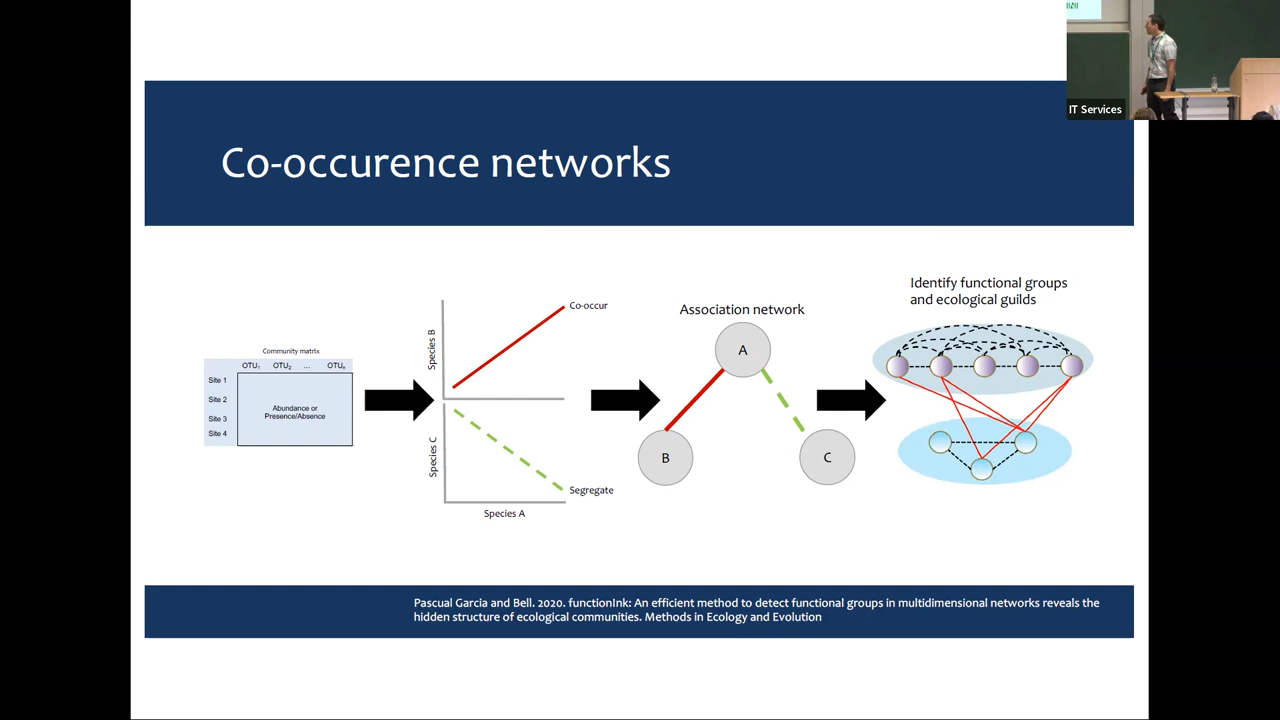 IT Services
Co-occurence networks
Community matrix
OTU1 OTU2 ... OTUn
Site 1
Site 2
Site 3
Site 4
Abundance or
Presence/Absence
Species B
Co-occur
Species C
Segregate
Species A
Association network
A
B
C
Identify functional groups
and ecological guilds
Pascual Garcia and Bell. 2020. functionInk: An efficient method to detect functional groups in multidimensional networks reveals the
hidden structure of ecological communities. Methods in Ecology and Evolution